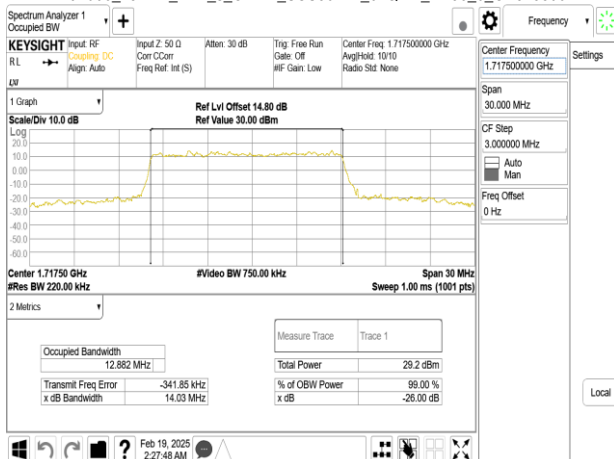 Spectrum Analyzer 1
Occupied BW
Frequency
KEYSIGHT
Input: RF
Coupling: DC
Align: Auto
Input Z: 50 Ω
Corr CCorr
Freq Ref: Int (S)
Atten: 30 dB
Trig: Free Run
Gate: Off
#IF Gain: Low
Center Freq: 1.717500000 GHz
Avg|Hold: 10/10
Radio Std: None
RL
LXI
Center Frequency
1.717500000 GHz
Settings
Span
30.000 MHz
CF Step
3.000000 MHz
Auto
Man
Freq Offset
0 Hz
1 Graph
Scale/Div 10.0 dB
Ref Lvl Offset 14.80 dB
Ref Value 30.00 dBm
Log
20.0
10.0
0.00
-10.0
-20.0
-30.0
-40.0
-50.0
-60.0
Center 1.71750 GHz
#Video BW 750.00 kHz
Span 30 MHz
#Res BW 220.00 kHz
Sweep 1.00 ms (1001 pts)
2 Metrics
Measure Trace Trace 1
Occupied Bandwidth
12.882 MHz
Total Power 29.2 dBm
Transmit Freq Error -341.85 kHz
% of OBW Power 99.00 %
x dB Bandwidth 14.03 MHz
x dB -26.00 dB
Local
Feb 19, 2025
2:27:48 AM